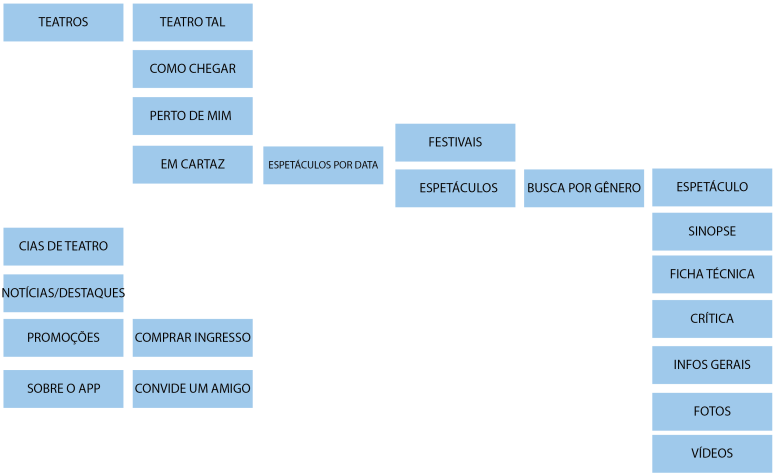 TEATROS
TEATRO TAL
COMO CHEGAR
PERTO DE MIM
EM CARTAZ
ESPETÁCULOS POR DATA
FESTIVAIS
ESPETÁCULOS
BUSCA POR GÊNERO
ESPETÁCULO
SINOPSE
FICHA TÉCNICA
CRÍTICA
INFOS GERAIS
FOTOS
VÍDEOS
CIAS DE TEATRO
NOTÍCIAS/DESTAQUES
PROMOÇÕES
COMPRAR INGRESSO
SOBRE O APP
CONVIDE UM AMIGO